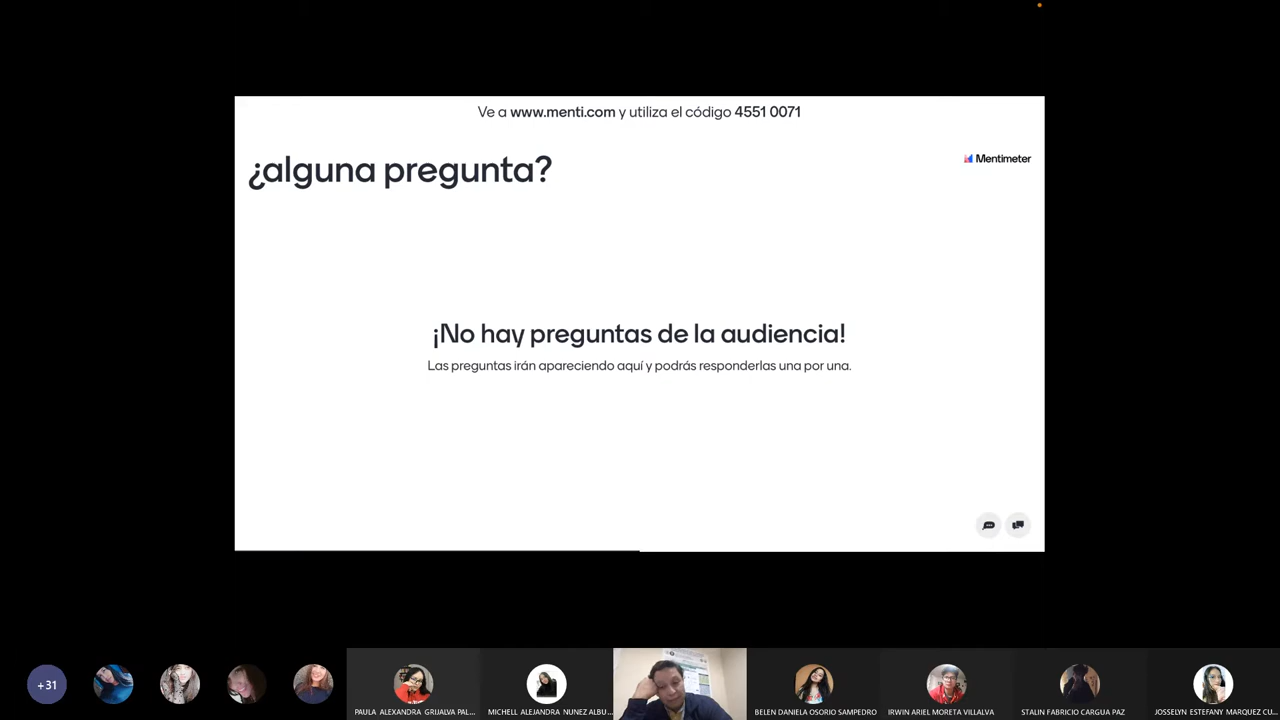 Ve a www.menti.com y utiliza el código 4551 0071
¿alguna pregunta?
Mentimeter
¡No hay preguntas de la audiencia!
Las preguntas irán apareciendo aquí y podrás responderlas una por una.
+31
PAULA ALEXANDRA GRIJALVA PAL...
MICHELL ALEJANDRA NUNEZ ALBU...
BELEN DANIELA OSORIO SAMPEDRO
IRWIN ARIEL MORETA VILLALVA
STALIN FABRICIO CARGUA PAZ
JOSSELYN ESTEFANY MARQUEZ CU...